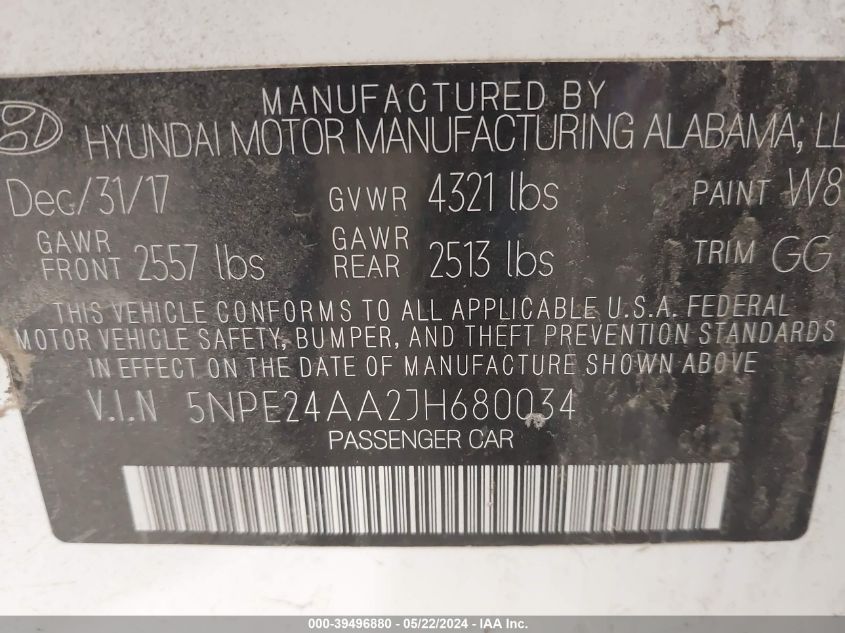 MANUFACTURED BY
HYUNDAI MOTOR MANUFACTURING ALABAMA, LL
Dec/31/17 GVWR 4321 lbs PAINT W8
GAWR FRONT 2557 lbs GAWR REAR 2513 lbs TRIM GG
THIS VEHICLE CONFORMS TO ALL APPLICABLE U.S.A. FEDERAL
MOTOR VEHICLE SAFETY, BUMPER, AND THEFT PREVENTION STANDARDS
IN EFFECT ON THE DATE OF MANUFACTURE SHOWN ABOVE
V.I.N 5NPE24AA2JH680034
PASSENGER CAR
000-39496880 - 05/22/2024 - IAA Inc.